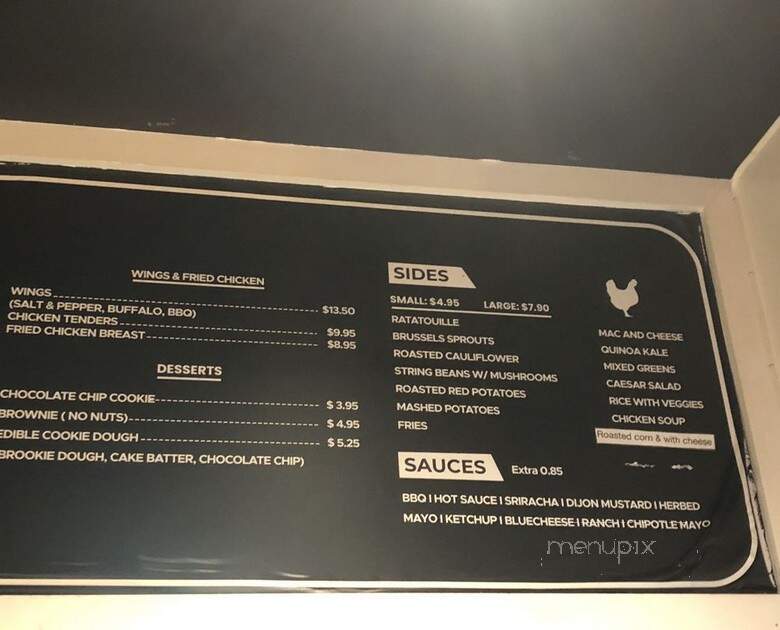 WINGS & FRIED CHICKEN
WINGS
(SALT & PEPPER, BUFFALO, BBQ) $13.50
CHICKEN TENDERS $9.95
FRIED CHICKEN BREAST $8.95
DESSERTS
CHOCOLATE CHIP COOKIE $ 3.95
BROWNIE ( NO NUTS) $ 4.95
EDIBLE COOKIE DOUGH $ 5.25
BROOKIE DOUGH, CAKE BATTER, CHOCOLATE CHIP)
SIDES
SMALL: $4.95 LARGE: $7.90
RATATOUILLE
BRUSSELS SPROUTS
ROASTED CAULIFLOWER
STRING BEANS W/ MUSHROOMS
ROASTED RED POTATOES
MASHED POTATOES
FRIES
MAC AND CHEESE
QUINOA KALE
MIXED GREENS
CAESAR SALAD
RICE WITH VEGGIES
CHICKEN SOUP
Roasted corn & with cheese
SAUCES Extra 0.85
BBQ I HOT SAUCE I SRIRACHA I DIJON MUSTARD I HERBED
MAYO I KETCHUP I BLUECHEESE I RANCH I CHIPOTLE MAYO
menupix